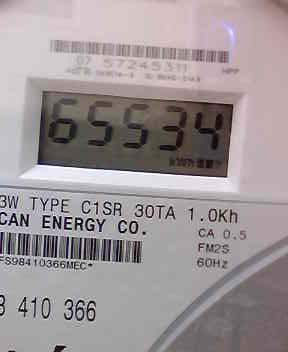 07 57245311
65534
kWh
3W TYPE C1SR 30TA 1.0Kh
CAN ENERGY CO.
CA 0.5
FM2S
FS98410366MEC*
60Hz
8 410 366